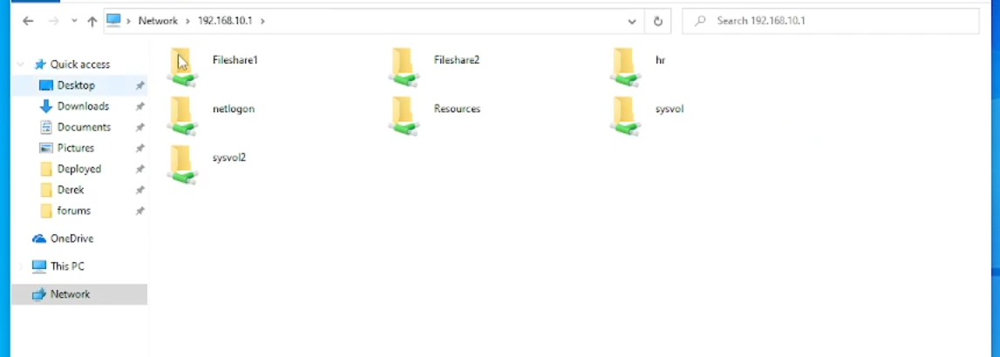 Network > 192.168.10.1 >
Search 192.168.10.1
Quick access
Desktop
Downloads
Documents
Pictures
Deployed
Derek
forums
OneDrive
This PC
Network
Fileshare1
Fileshare2
hr
netlogon
Resources
sysvol
sysvol2